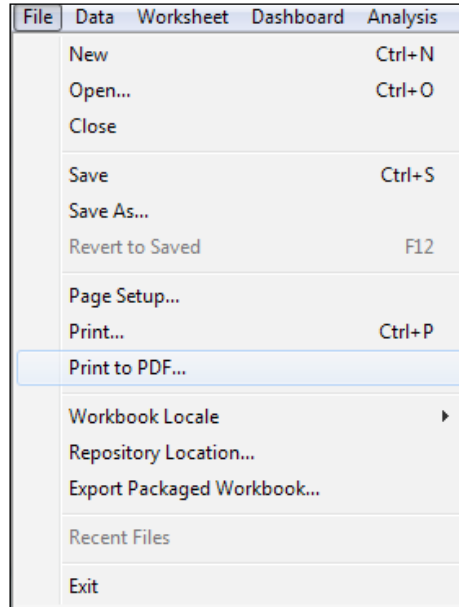 File Data Worksheet Dashboard Analysis
New Ctrl+N
Open... Ctrl+O
Close
Save Ctrl+S
Save As...
Revert to Saved F12
Page Setup...
Print... Ctrl+P
Print to PDF...
Workbook Locale
Repository Location...
Export Packaged Workbook...
Recent Files
Exit